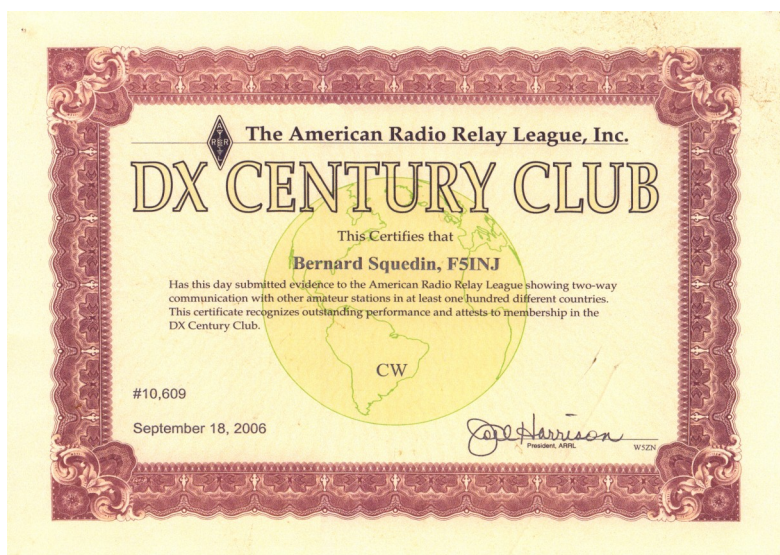 The American Radio Relay League, Inc.
DX CENTURY CLUB
This Certifies that
Bernard Squedin, F5INJ
Has this day submitted evidence to the American Radio Relay League showing two-way
communication with other amateur stations in at least one hundred different countries.
This certificate recognizes outstanding performance and attests to membership in the
DX Century Club.
CW
#10,609
September 18, 2006
Joel Harrison
President, ARRL
W5ZN